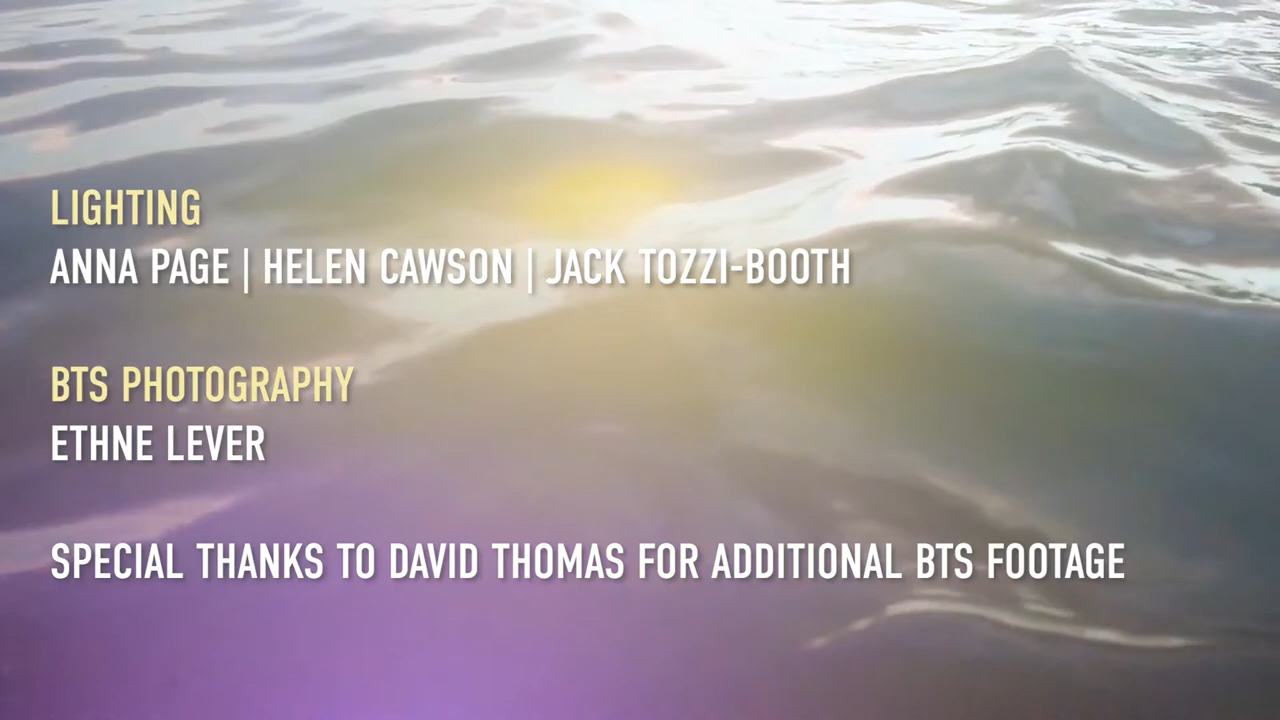 LIGHTING
ANNA PAGE | HELEN CAWSON | JACK TOZZI-BOOTH
BTS PHOTOGRAPHY
ETHNE LEVER
SPECIAL THANKS TO DAVID THOMAS FOR ADDITIONAL BTS FOOTAGE